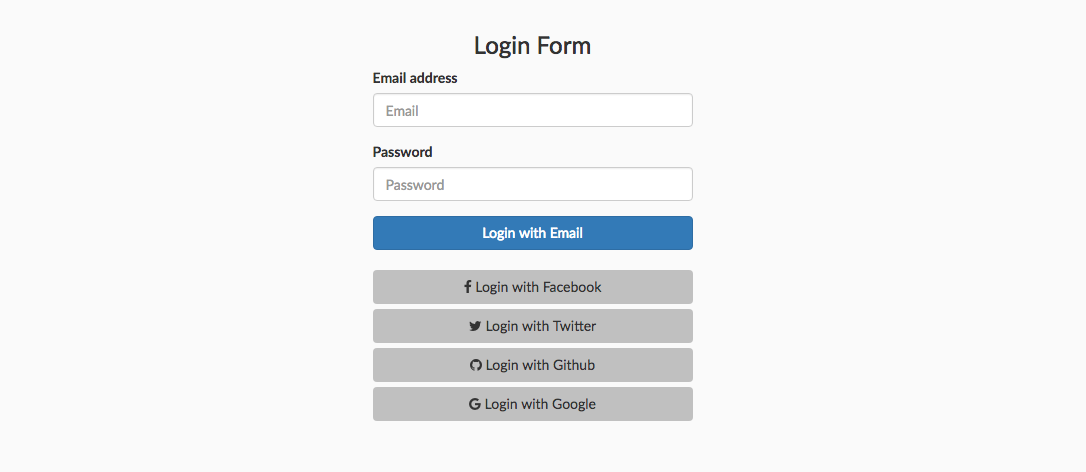 Login Form
Email address
Email
Password
Password
Login with Email
Login with Facebook
Login with Twitter
Login with Github
Login with Google